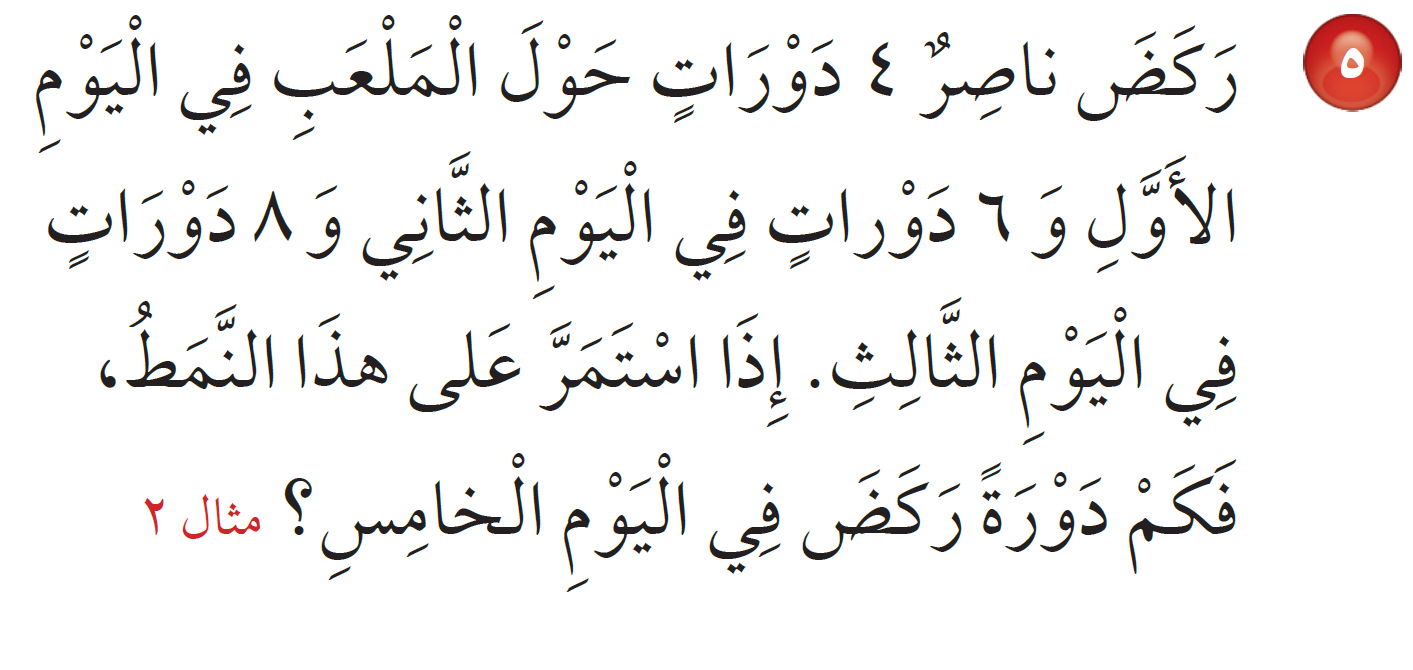 ٥ رَكَضَ ناصِرٌ ٤ دَوْرَاتٍ حَوْلَ الْمَلْعَبِ فِي الْيَوْمِ
الأَوَّلِ وَ ٦ دَوْراتٍ فِي الْيَوْمِ الثَّانِي وَ ٨ دَوْرَاتٍ
فِي الْيَوْمِ الثَّالِثِ. إِذَا اسْتَمَرَّ عَلى هذَا النَّمَطُ،
فَكَمْ دَوْرَةً رَكَضَ فِي الْيَوْمِ الْخامِسِ؟ مثال ٢